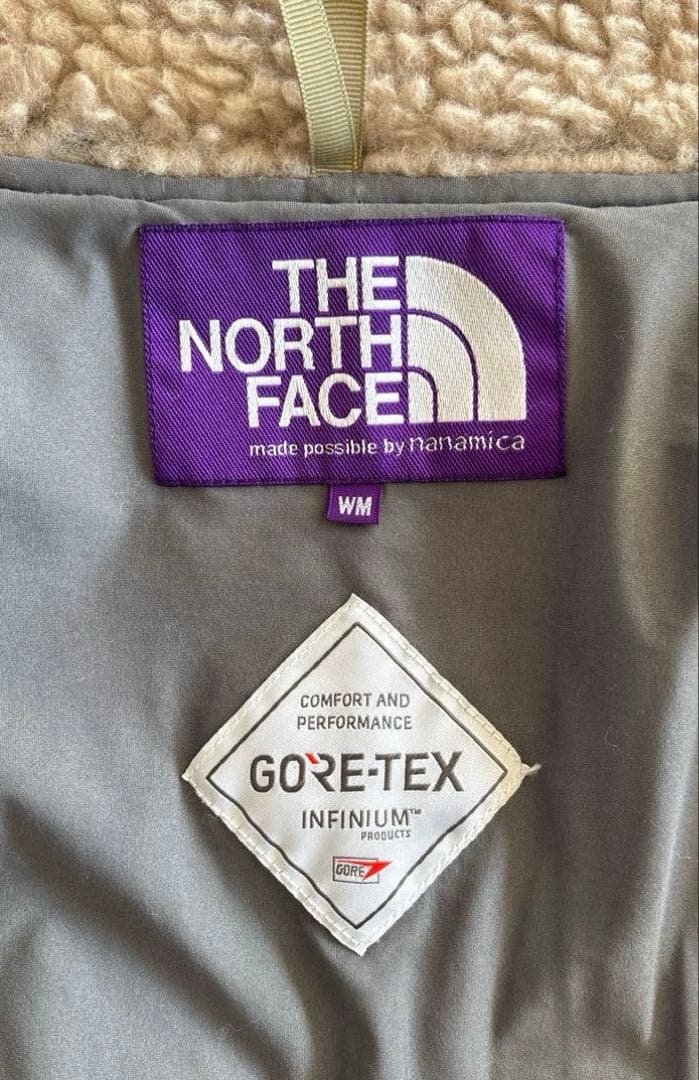 THE
NORTH
FACE
made possible by nanamica
WM
COMFORT AND
PERFORMANCE
GORE-TEX
INFINIUM™
PRODUCTS
GORE